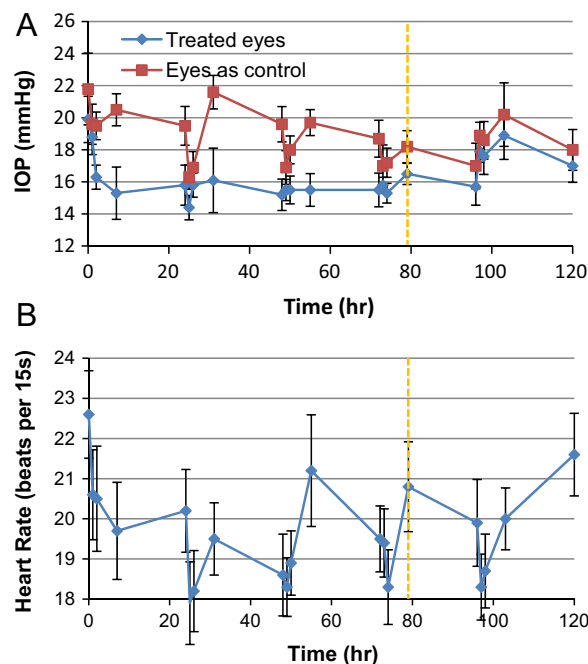 A
Treated eyes
Eyes as control
IOP (mmHg)
26
24
22
20
18
16
14
12
0 20 40 60 80 100 120
Time (hr)
B
Heart Rate (beats per 15s)
24
23
22
21
20
19
18
0 20 40 60 80 100 120
Time (hr)